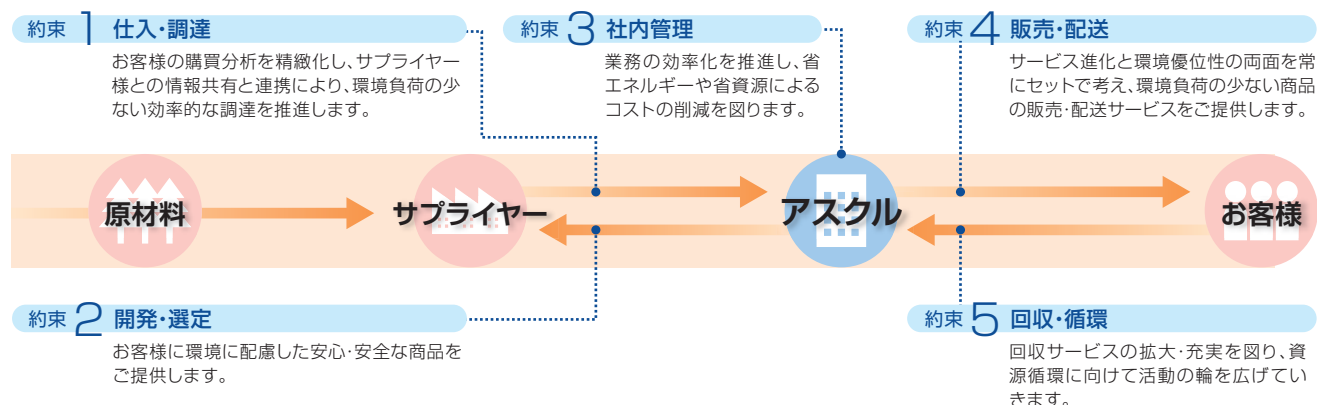 約束 1 仕入・調達
お客様の購買分析を精緻化し、サプライヤー
様との情報共有と連携により、環境負荷の少
ない効率的な調達を推進します。
約束 3 社内管理
業務の効率化を推進し、省
エネルギーや省資源による
コストの削減を図ります。
約束 4 販売・配送
サービス進化と環境優位性の両面を常
にセットで考え、環境負荷の少ない商品
の販売・配送サービスをご提供します。
原材料
サプライヤー
アスクル
お客様
約束 2 開発・選定
お客様に環境に配慮した安心・安全な商品を
ご提供します。
約束 5 回収・循環
回収サービスの拡大・充実を図り、資
源循環に向けて活動の輪を広げてい
きます。